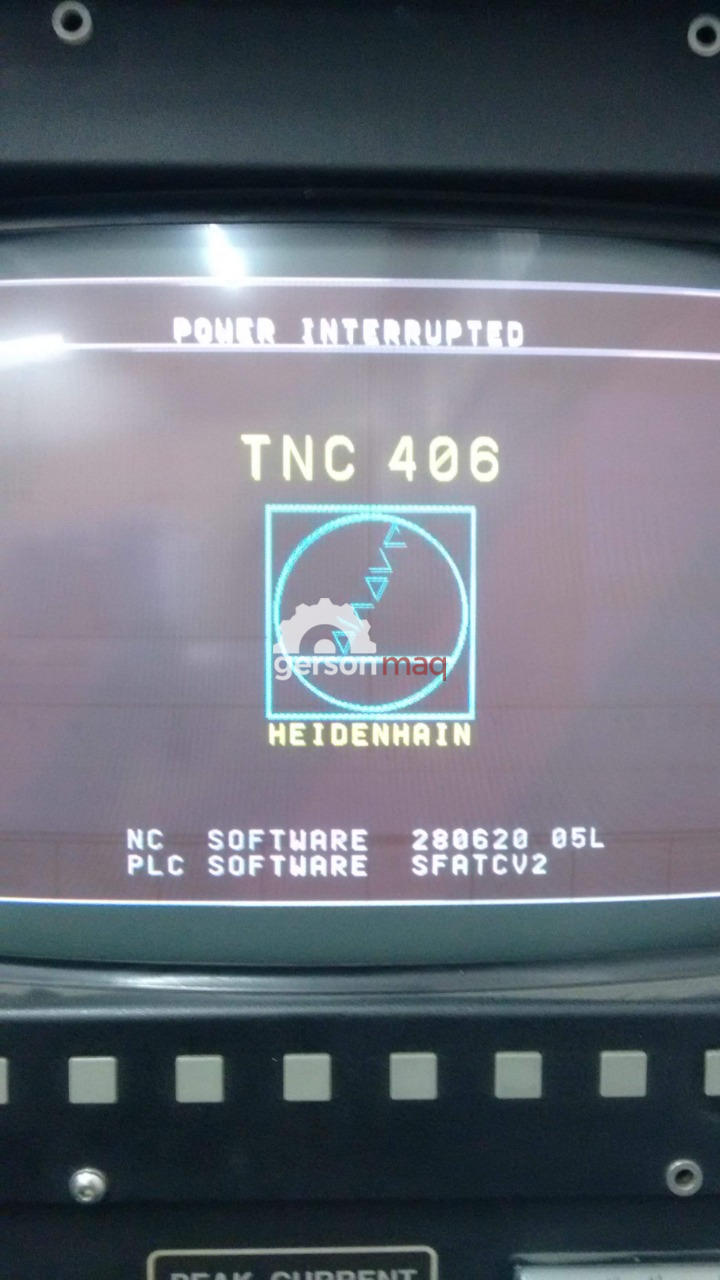 POWER INTERRUPTED
TNC 406
gersonmaq
HEIDENHAIN
NC SOFTWARE 280620 05L
PLC SOFTWARE SFATCV2
PEAK CURRENT